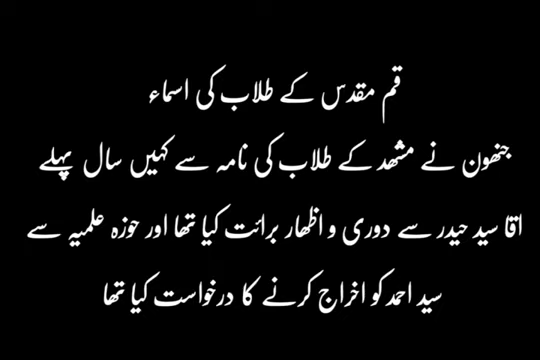 قم مقدس کے طلاب کی اسماء
جنھون نے مشھد کے طلاب کی نامہ سے کہیں سال پہلے
اقا سید حیدر سے دوری و اظہار برائت کیا تھا اور حوزہ علمیہ سے
سید احمد کو اخراج کرنے کا درخواست کیا تھا